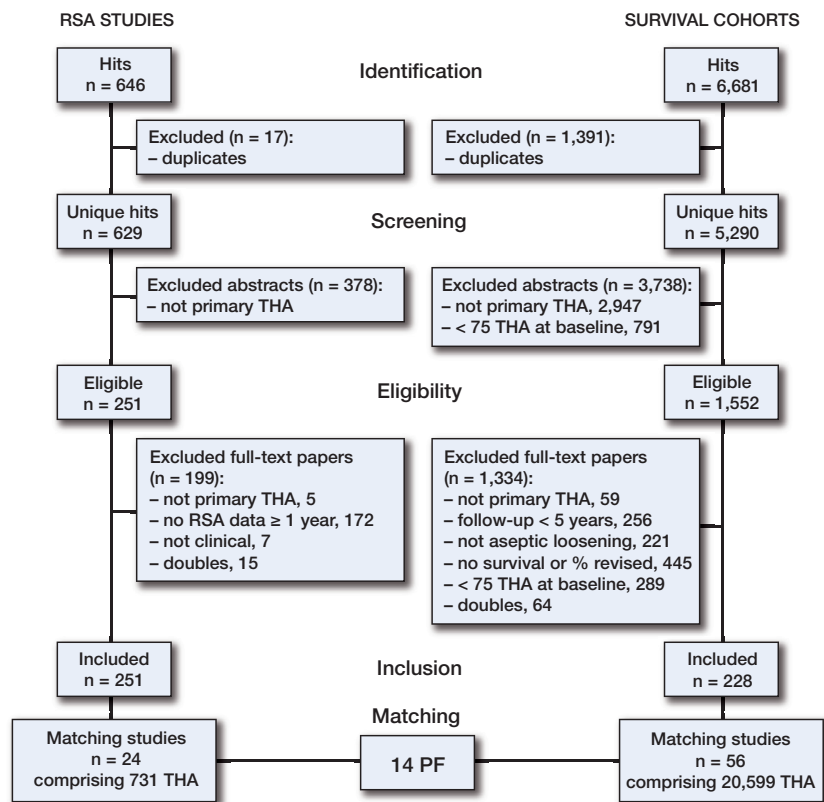 RSA STUDIES
SURVIVAL COHORTS
Hits
n = 646
Identification
Hits
n = 6,681
Excluded (n = 17):
– duplicates
Excluded (n = 1,391):
– duplicates
Unique hits
n = 629
Screening
Unique hits
n = 5,290
Excluded abstracts (n = 378):
– not primary THA
Excluded abstracts (n = 3,738):
– not primary THA, 2,947
– < 75 THA at baseline, 791
Eligible
n = 251
Eligibility
Eligible
n = 1,552
Excluded full-text papers
(n = 199):
– not primary THA, 5
– no RSA data ≥ 1 year, 172
– not clinical, 7
– doubles, 15
Excluded full-text papers
(n = 1,334):
– not primary THA, 59
– follow-up < 5 years, 256
– not aseptic loosening, 221
– no survival or % revised, 445
– < 75 THA at baseline, 289
– doubles, 64
Included
n = 251
Inclusion
Included
n = 228
Matching
Matching studies
n = 24
comprising 731 THA
14 PF
Matching studies
n = 56
comprising 20,599 THA